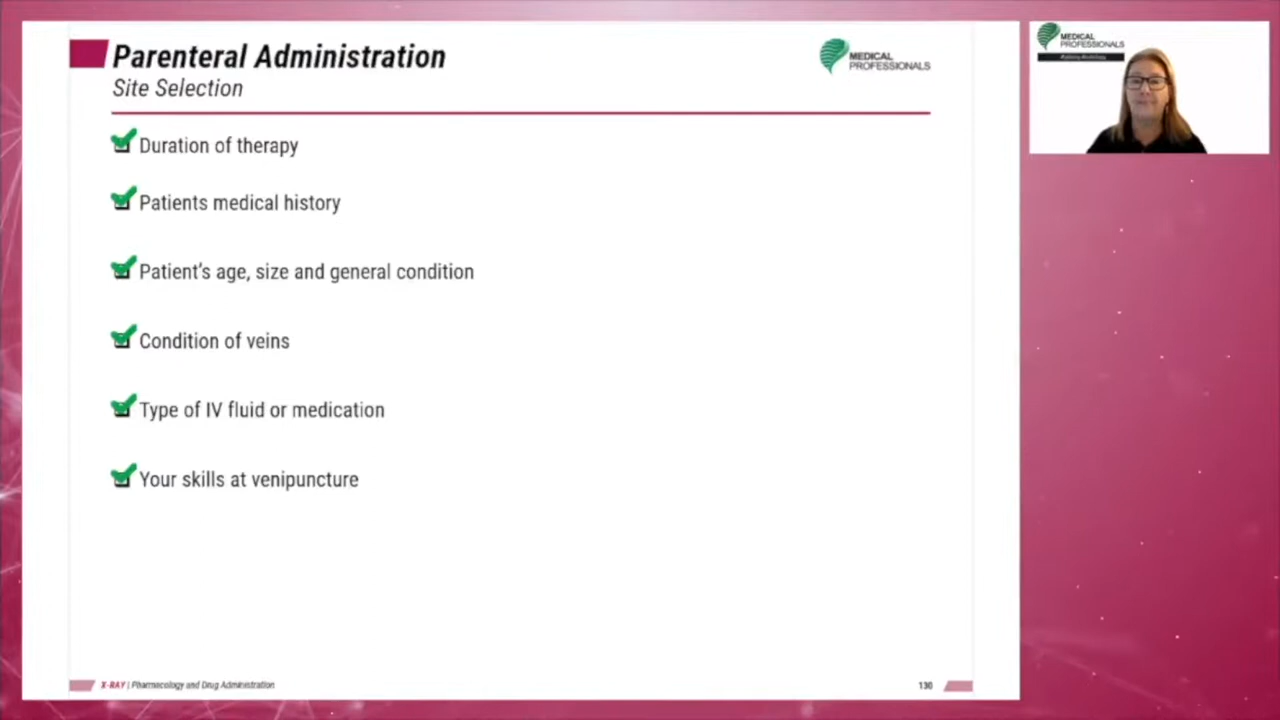 Parenteral Administration
Site Selection
MEDICAL
PROFESSIONALS
Duration of therapy
Patients medical history
Patient's age, size and general condition
Condition of veins
Type of IV fluid or medication
Your skills at venipuncture
X-RAY | Pharmacology and Drug Administration
130
MEDICAL
PROFESSIONALS